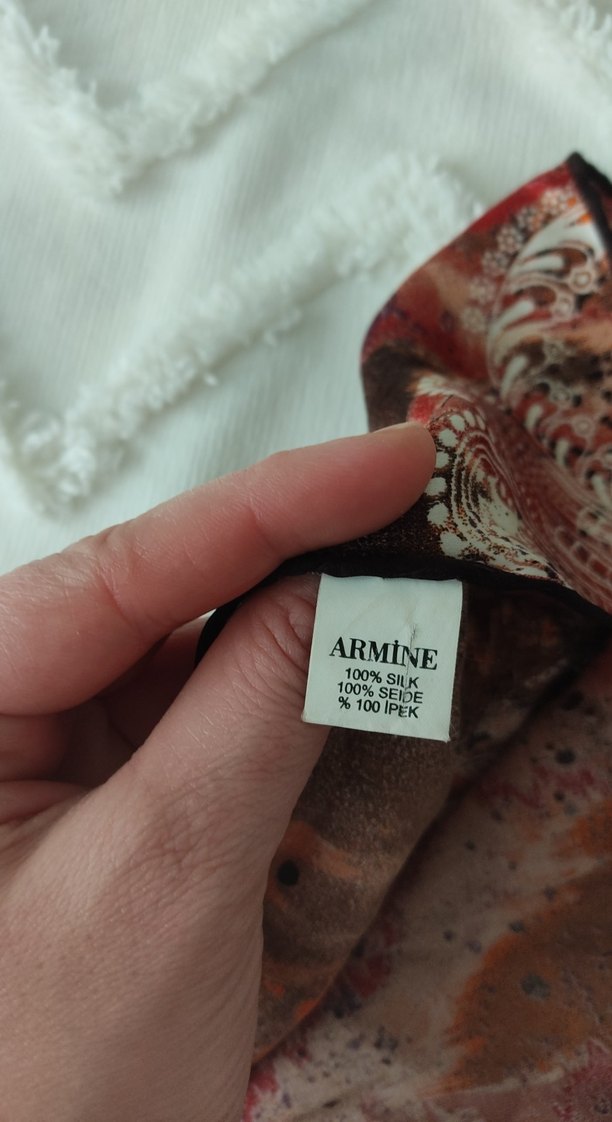 ARMİNE
100% SILK
100% SEIDE
% 100 İPEK